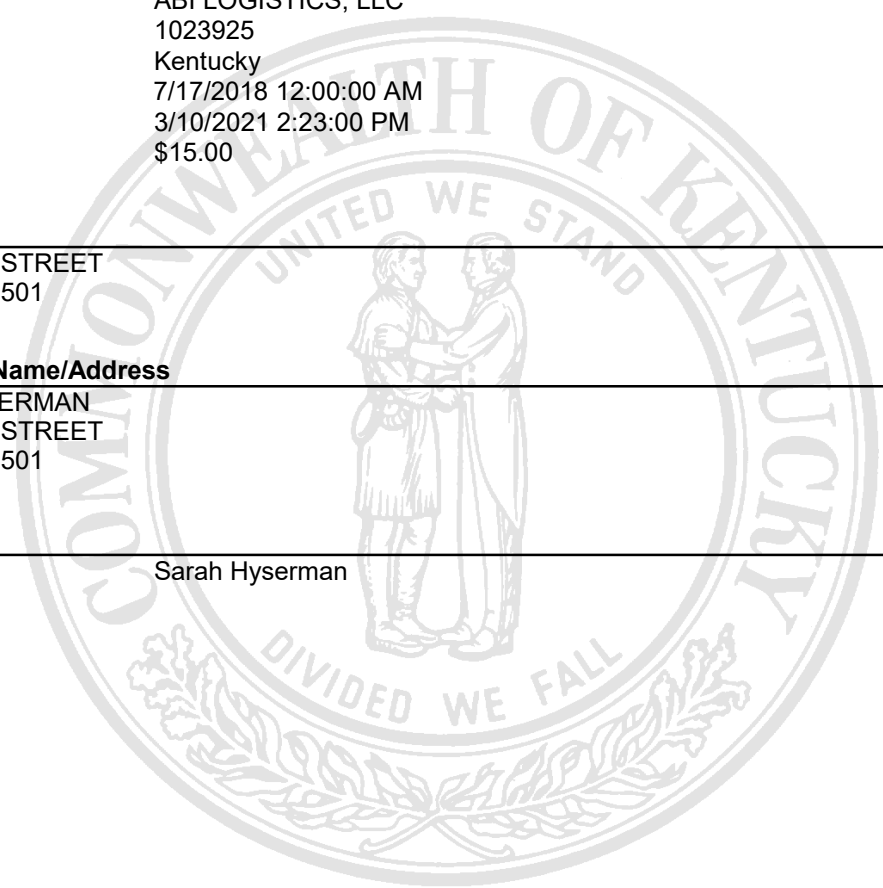 ABI LOGISTICS, LLC
1023925
Kentucky
7/17/2018 12:00:00 AM
3/10/2021 2:23:00 PM
$15.00
STREET
501
Name/Address
ERMAN
STREET
501
Sarah Hyserman
COMMONWEALTH OF KENTUCKY
UNITED WE STAND
DIVIDED WE FALL